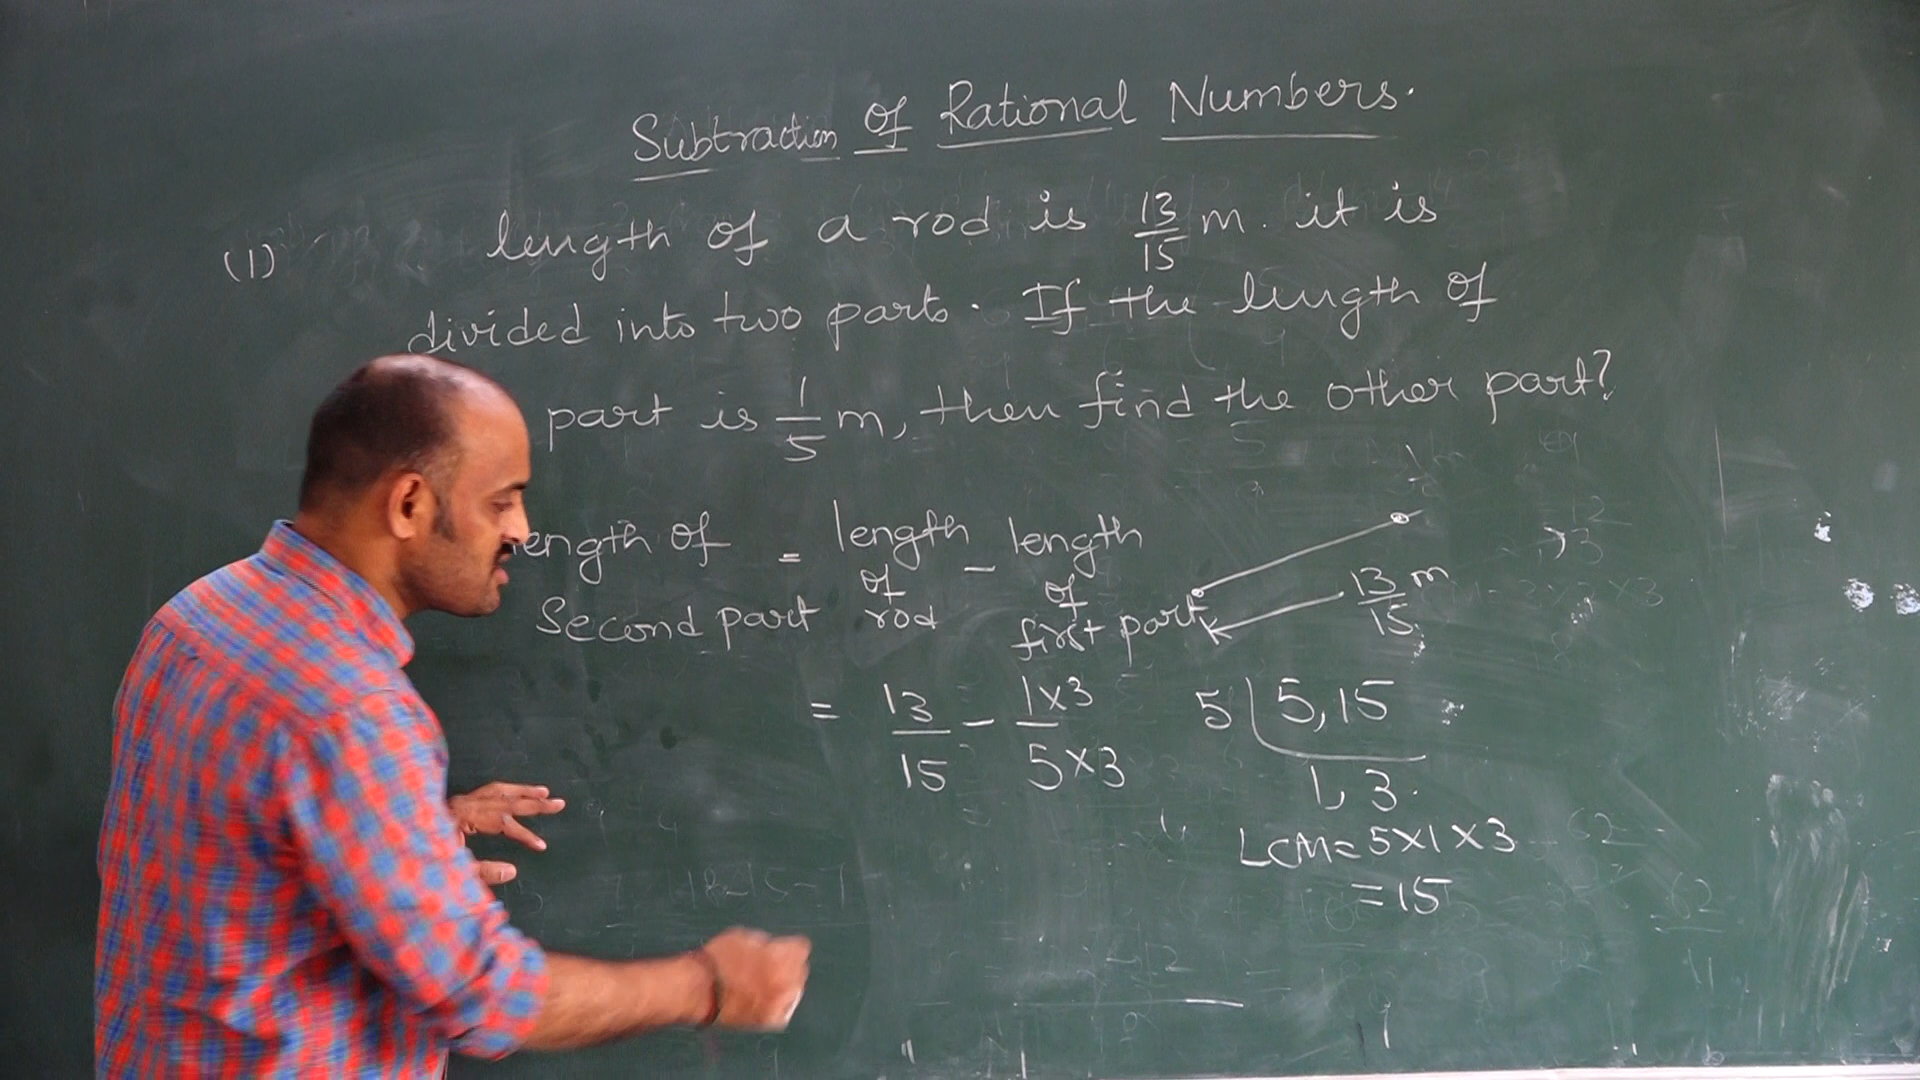 Subtraction of Rational Numbers.
(1) length of a rod is 13/15 m. it is
divided into two parts. If the length of
part is 1/5 m, then find the other part?
ength of = length of rod - length of first part
Second part
13/15 m
= 13/15 - 1×3/5×3
5 | 5, 15
1, 3.
LCM = 5×1×3
= 15